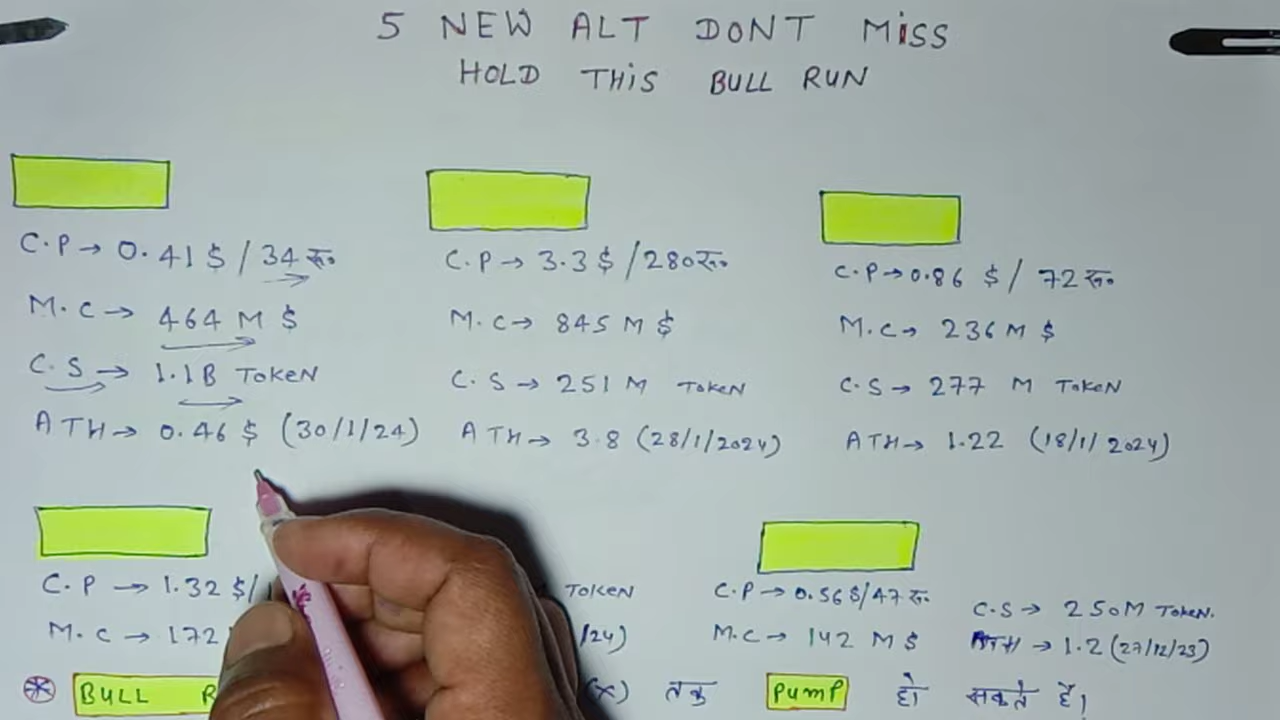 5 NEW ALT DONT MiSS
HOLD THiS BULL RUN
C.P → 0.41 $ / 34 रू॰
M.C → 464 M $
C.S → 1.1B TOKEN
ATH → 0.46 $ (30/1/24)
C.P → 3.3 $ / 280 रू॰
M.C → 845 M $
C.S → 251 M TOKEN
ATH → 3.8 (28/1/2024)
C.P → 0.86 $ / 72 रू॰
M.C → 236 M $
C.S → 277 M TOKEN
ATH → 1.22 (18/1/2024)
C.P → 1.32 $/
M.C → 172
TOKEN
/24)
C.P → 0.56$/47 रू॰
M.C → 142 M $
C.S → 250M TOKEN.
ATH → 1.2 (27/12/23)
BULL R (x) तक PUMP हो सकते हैं।